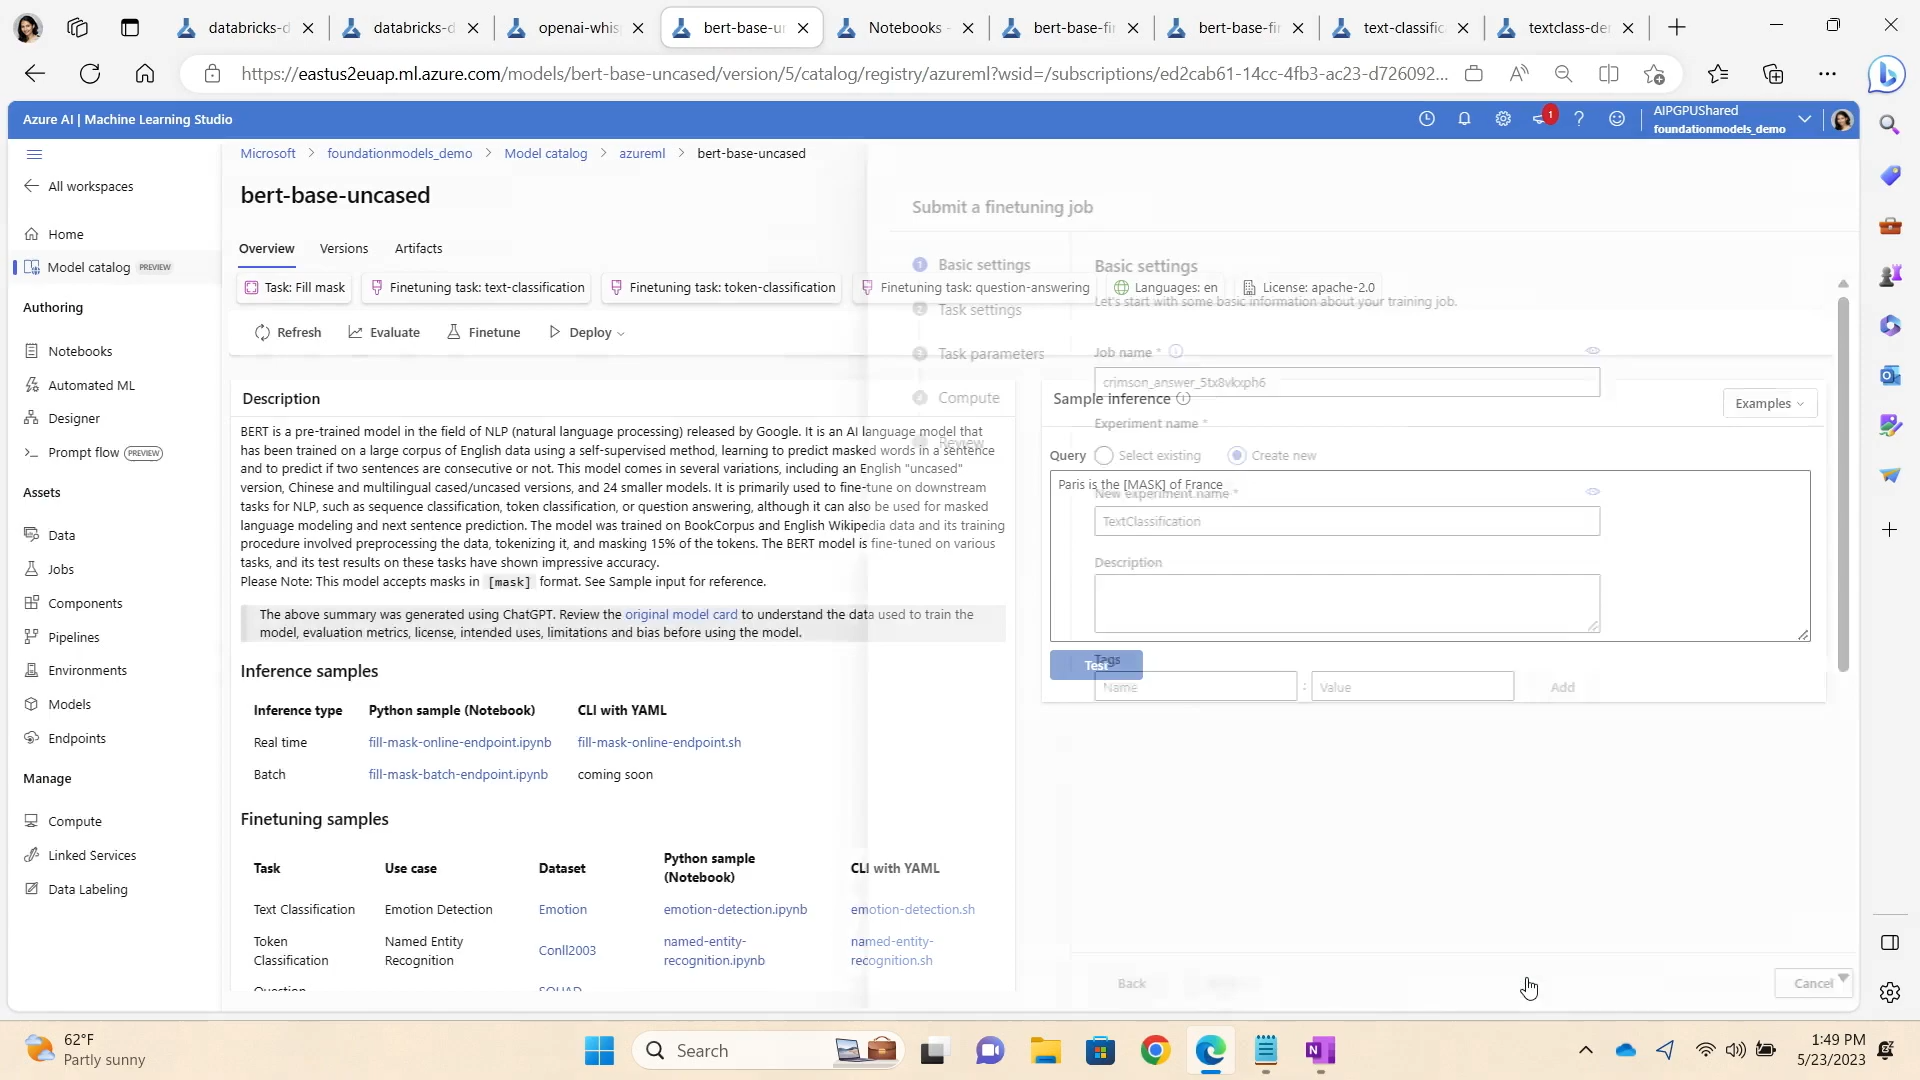 databricks-d
databricks-d
openai-whis
bert-base-un
Notebooks -
bert-base-fi
bert-base-fi
text-classific
textclass-de
https://eastus2euap.ml.azure.com/models/bert-base-uncased/version/5/catalog/registry/azureml?wsid=/subscriptions/ed2cab61-14cc-4fb3-ac23-d726092...
Azure AI | Machine Learning Studio
1
AIPGPUShared
foundationmodels_demo
All workspaces
Home
Model catalog PREVIEW
Authoring
Notebooks
Automated ML
Designer
Prompt flow PREVIEW
Assets
Data
Jobs
Components
Pipelines
Environments
Models
Endpoints
Manage
Compute
Linked Services
Data Labeling
Microsoft > foundationmodels_demo > Model catalog > azureml > bert-base-uncased
bert-base-uncased
Overview Versions Artifacts
Task: Fill mask
Finetuning task: text-classification
Finetuning task: token-classification
Finetuning task: question-answering
Languages: en
License: apache-2.0
Refresh Evaluate Finetune Deploy
Description
BERT is a pre-trained model in the field of NLP (natural language processing) released by Google. It is an AI language model that
has been trained on a large corpus of English data using a self-supervised method, learning to predict masked words in a sentence
and to predict if two sentences are consecutive or not. This model comes in several variations, including an English "uncased"
version, Chinese and multilingual cased/uncased versions, and 24 smaller models. It is primarily used to fine-tune on downstream
tasks for NLP, such as sequence classification, token classification, or question answering, although it can also be used for masked
language modeling and next sentence prediction. The model was trained on BookCorpus and English Wikipedia data and its training
procedure involved preprocessing the data, tokenizing it, and masking 15% of the tokens. The BERT model is fine-tuned on various
tasks, and its test results on these tasks have shown impressive accuracy.
Please Note: This model accepts masks in [mask] format. See Sample input for reference.
The above summary was generated using ChatGPT. Review the original model card to understand the data used to train the
model, evaluation metrics, license, intended uses, limitations and bias before using the model.
Inference samples
Inference type Python sample (Notebook) CLI with YAML
Real time fill-mask-online-endpoint.ipynb fill-mask-online-endpoint.sh
Batch fill-mask-batch-endpoint.ipynb coming soon
Finetuning samples
Task Use case Dataset Python sample (Notebook) CLI with YAML
Text Classification Emotion Detection Emotion emotion-detection.ipynb emotion-detection.sh
Token Classification Named Entity Recognition Conll2003 named-entity-recognition.ipynb named-entity-recognition.sh
Question SQUAD
Sample inference
Examples
Query
Paris is the [MASK] of France
Test
Submit a finetuning job
1 Basic settings
2 Task settings
3 Task parameters
4 Compute
Review
Basic settings
Let's start with some basic information about your training job.
Job name *
crimson_answer_5tx8vkxph6
Experiment name *
Select existing Create new
New experiment name *
TextClassification
Description
Tags
Name : Value Add
Back
Cancel
62°F
Partly sunny
Search
1:49 PM
5/23/2023